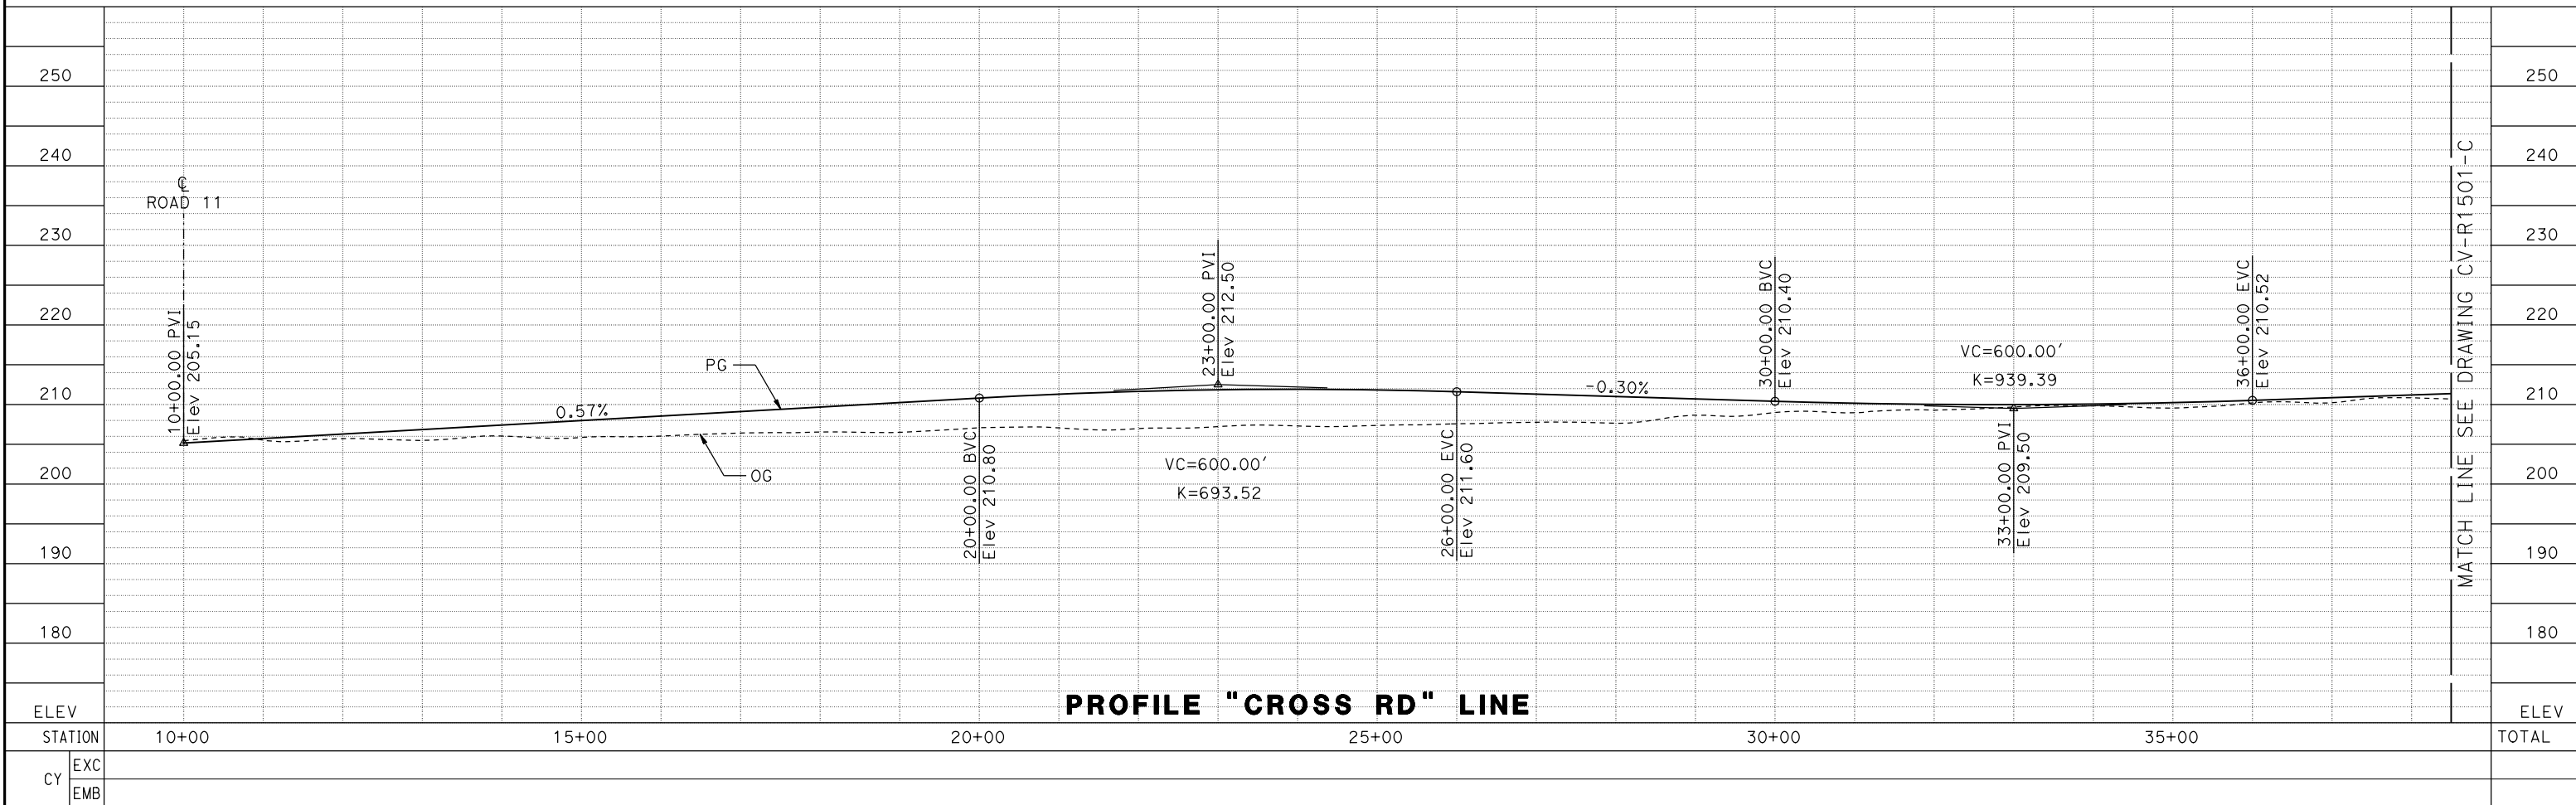 250
250
240
240
℄
ROAD 11
230
230
220
220
10+00.00 PVI
Elev 205.15
PG
0.57%
OG
20+00.00 BVC
Elev 210.80
23+00.00 PVI
Elev 212.50
VC=600.00'
K=693.52
26+00.00 EVC
Elev 211.60
-0.30%
30+00.00 BVC
Elev 210.40
VC=600.00'
K=939.39
33+00.00 PVI
Elev 209.50
36+00.00 EVC
Elev 210.52
MATCH LINE SEE DRAWING CV-R1501-C
210
210
200
200
190
190
180
180
PROFILE "CROSS RD" LINE
ELEV
ELEV
STATION 10+00 15+00 20+00 25+00 30+00 35+00 TOTAL
CY
EXC
EMB